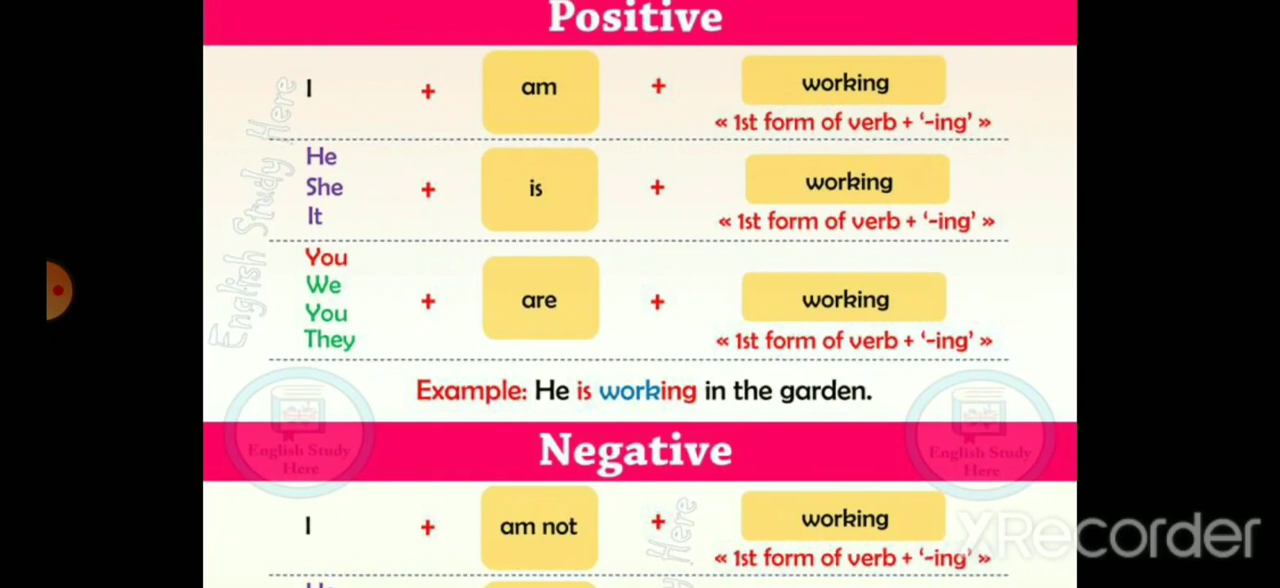 Positive
I + am + working
« 1st form of verb + ‘-ing’ »
He
She + is + working
It
« 1st form of verb + ‘-ing’ »
You
We
You + are + working
They
« 1st form of verb + ‘-ing’ »
Example: He is working in the garden.
Negative
I + am not + working
« 1st form of verb + ‘-ing’ »
English Study Here
English Study
Here
English Study
Here
y Here
XRecorder